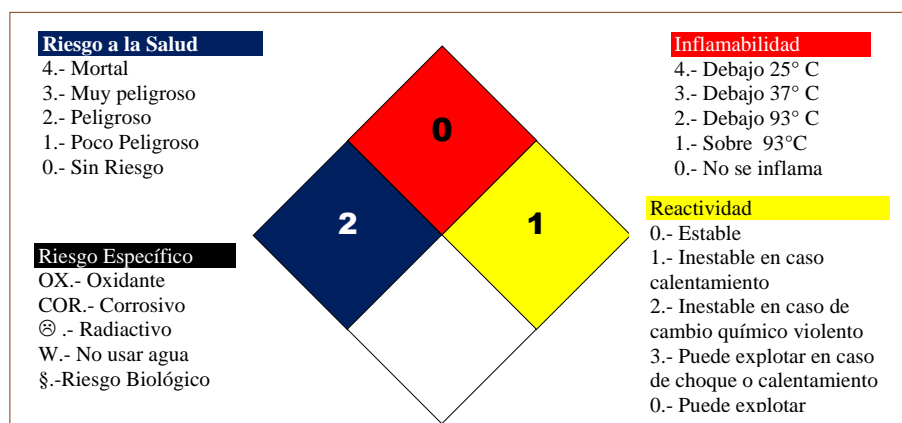 Riesgo a la Salud
4.- Mortal
3.- Muy peligroso
2.- Peligroso
1.- Poco Peligroso
0.- Sin Riesgo
Riesgo Específico
OX.- Oxidante
COR.- Corrosivo
☹ .- Radiactivo
W.- No usar agua
§.-Riesgo Biológico
0
2
1
Inflamabilidad
4.- Debajo 25° C
3.- Debajo 37° C
2.- Debajo 93° C
1.- Sobre  93°C
0.- No se inflama
Reactividad
0.- Estable
1.- Inestable en caso
calentamiento
2.- Inestable en caso de
cambio químico violento
3.- Puede explotar en caso
de choque o calentamiento
0.- Puede explotar